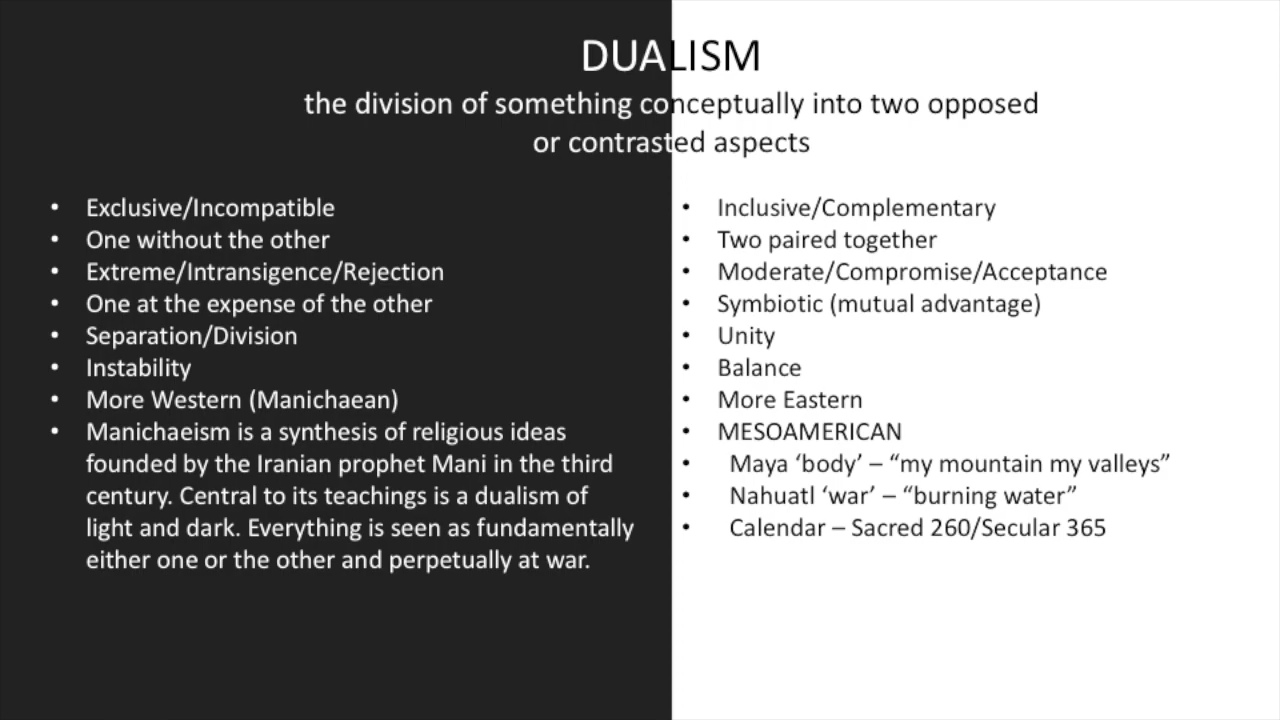 DUALISM
the division of something conceptually into two opposed
or contrasted aspects
• Exclusive/Incompatible
• One without the other
• Extreme/Intransigence/Rejection
• One at the expense of the other
• Separation/Division
• Instability
• More Western (Manichaean)
• Manichaeism is a synthesis of religious ideas
founded by the Iranian prophet Mani in the third
century. Central to its teachings is a dualism of
light and dark. Everything is seen as fundamentally
either one or the other and perpetually at war.
• Inclusive/Complementary
• Two paired together
• Moderate/Compromise/Acceptance
• Symbiotic (mutual advantage)
• Unity
• Balance
• More Eastern
• MESOAMERICAN
• Maya ‘body’ – “my mountain my valleys”
• Nahuatl ‘war’ – “burning water”
• Calendar – Sacred 260/Secular 365